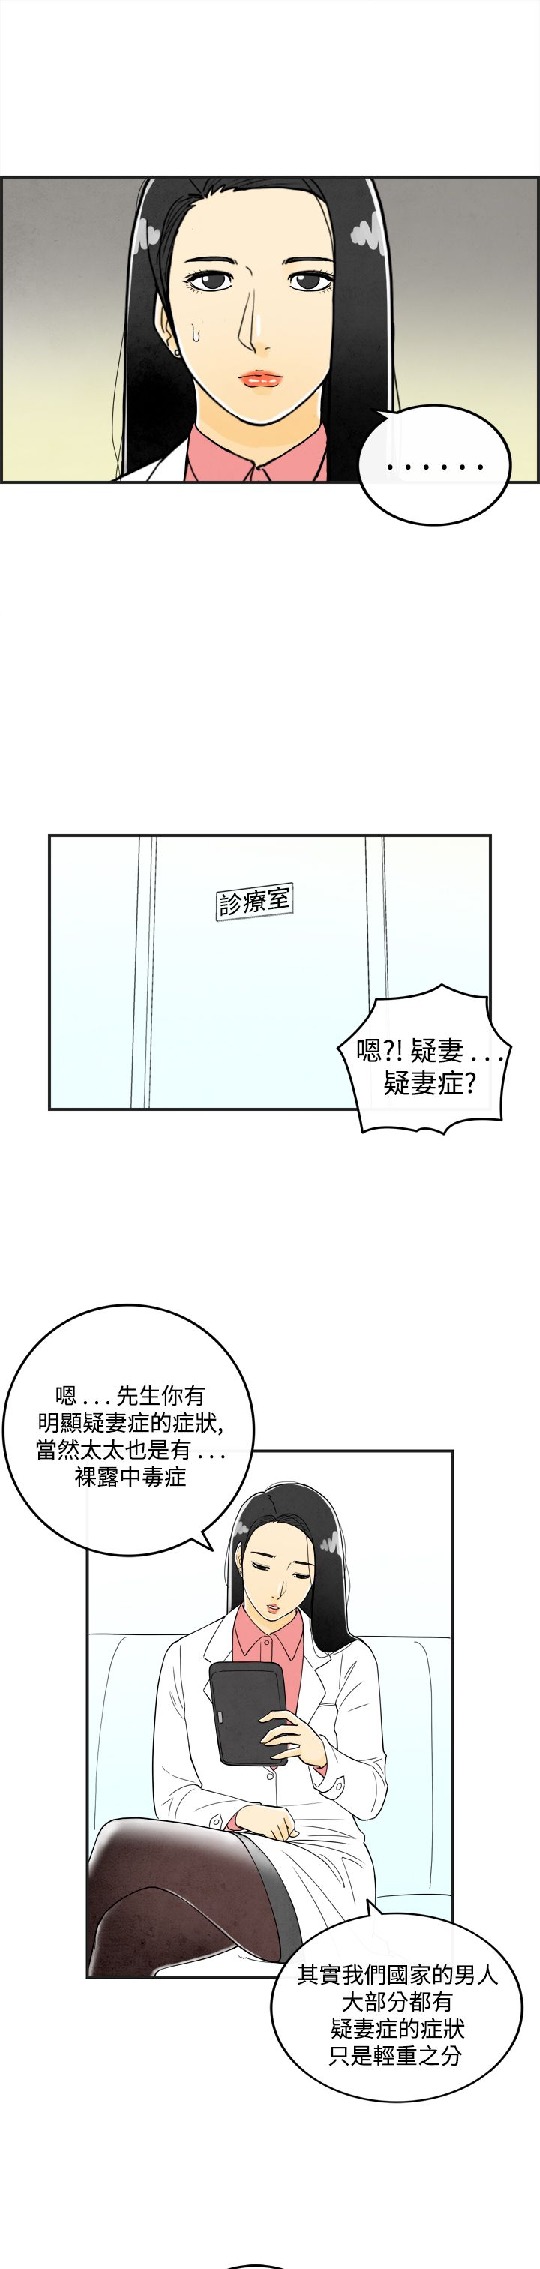 . . . . . .
診療室
嗯?! 疑妻 . . .
疑妻症?
嗯 . . . 先生你有
明顯疑妻症的症狀,
當然太太也是有 . . .
裸露中毒症
其實我們國家的男人
大部分都有
疑妻症的症狀
只是輕重之分